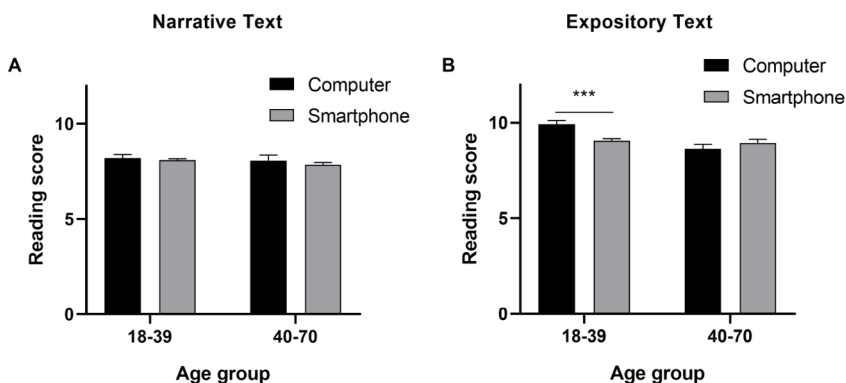 Narrative Text
A
Computer
Smartphone
10
5
0
Reading score
18-39
40-70
Age group
Expository Text
B
Computer
Smartphone
***
10
5
0
Reading score
18-39
40-70
Age group